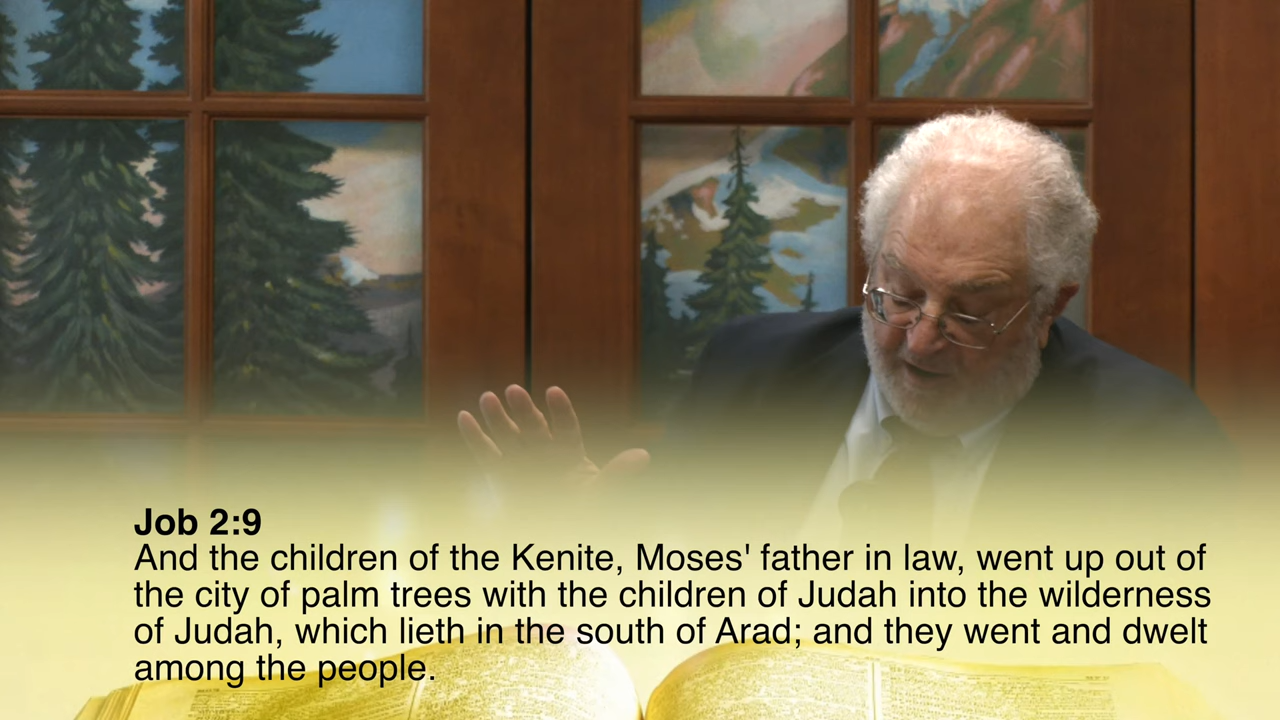 Job 2:9
And the children of the Kenite, Moses' father in law, went up out of
the city of palm trees with the children of Judah into the wilderness
of Judah, which lieth in the south of Arad; and they went and dwelt
among the people.